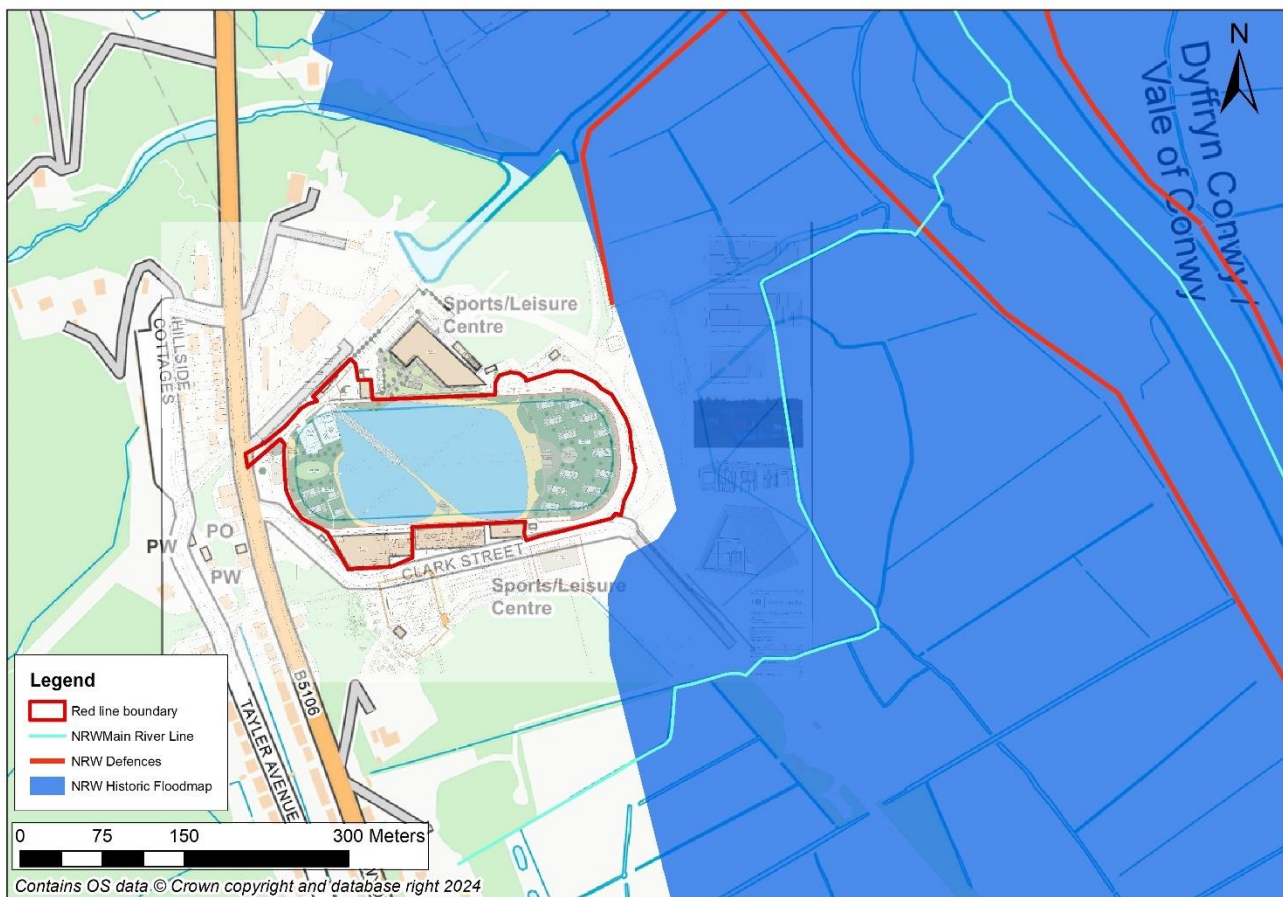 N
Dyffryn Conwy /
Vale of Conwy
Sports/Leisure
Centre
HILLSIDE
COTTAGES
PO
PW
PW
CLARK STREET
Sports/Leisure
Centre
B5106
TAYLER AVENUE
Legend
Red line boundary
NRWMain River Line
NRW Defences
NRW Historic Floodmap
0 75 150 300 Meters
Contains OS data © Crown copyright and database right 2024